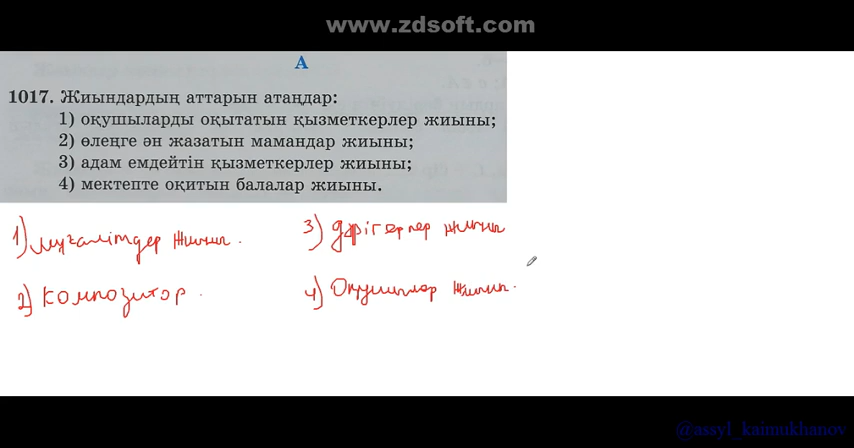 www.zdsoft.com
А
1017. Жиындардың аттарын атаңдар:
1) оқушыларды оқытатын қызметкерлер жиыны;
2) өлеңге ән жазатын мамандар жиыны;
3) адам емдейтін қызметкерлер жиыны;
4) мектепте оқитын балалар жиыны.
1) мұғалімдер жиыны.
2) композитор.
3) дәрігерлер жиыны
4) Оқушылар жиыны.
@assyl_kaimukhanov